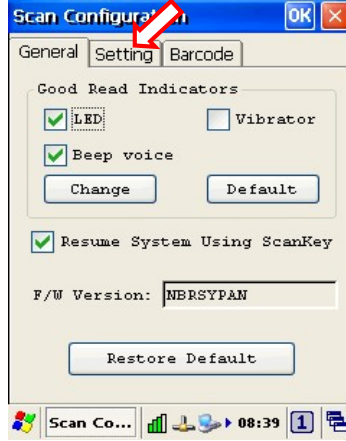 Scan Configuration OK
General Setting Barcode
Good Read Indicators
LED Vibrator
Beep voice
Change Default
Resume System Using ScanKey
F/W Version: NBRSYPAN
Restore Default
Scan Co... 08:39 1